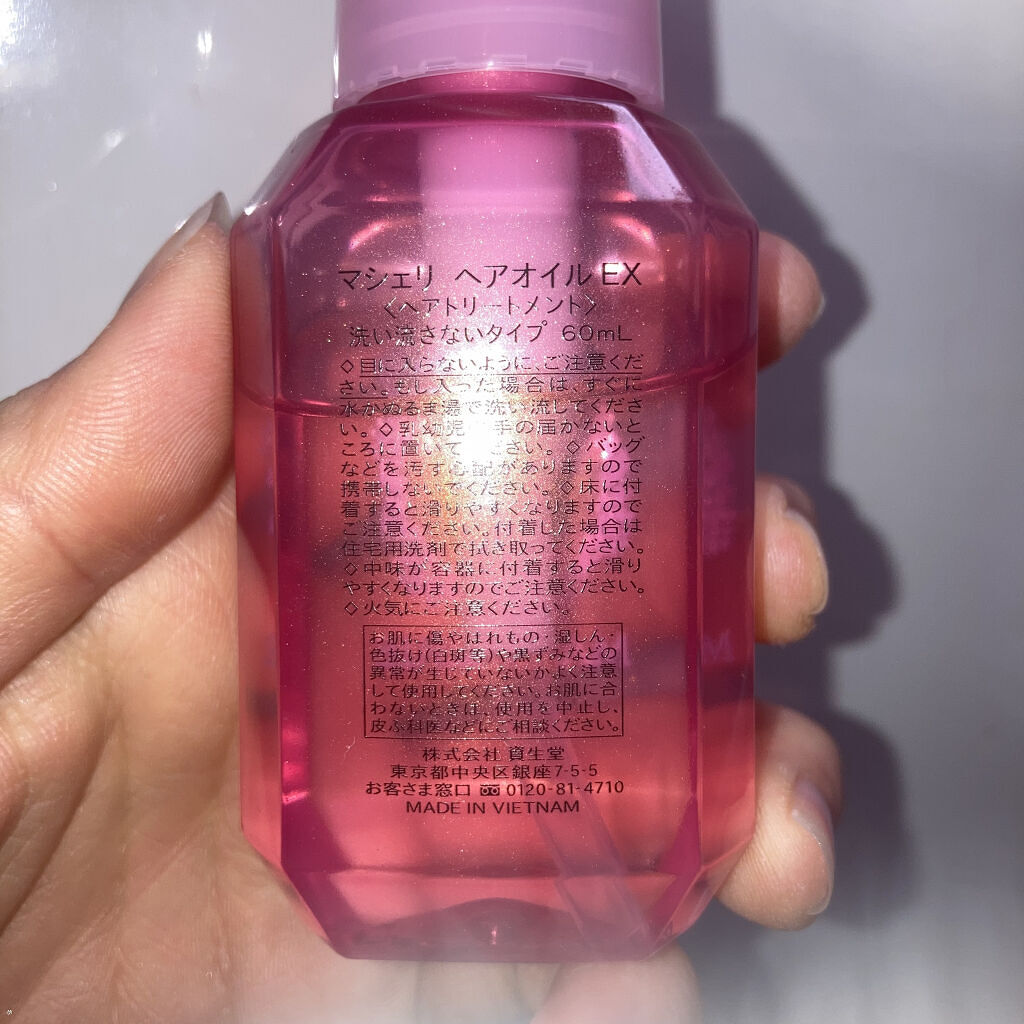 マシェリ ヘアオイル EX
〈ヘアトリートメント〉
洗い流さないタイプ 60mL
◇目に入らないように、ご注意くだ
さい。もし入った場合は、すぐに
水かぬるま湯で洗い流してくださ
い。◇乳幼児 手の届かないと
ころに置いて ださい。◇バッグ
などを汚す心配がありますので
携帯しないでください。◇床に付
着すると滑りやすくなりますので
ご注意ください。付着した場合は
住宅用洗剤で拭き取ってください。
◇中味が容器に付着すると滑り
やすくなりますのでご注意ください。
◇火気にご注意ください。
お肌に傷やはれもの・湿しん・
色抜け(白斑等)や黒ずみなどの
異常が生じていないかよく注意
して使用してください。お肌に合
わないときは、使用を中止し、
皮ふ科医などにご相談ください。
株式会社 資生堂
東京都中央区銀座7-5-5
お客さま窓口 0120-81-4710
MADE IN VIETNAM